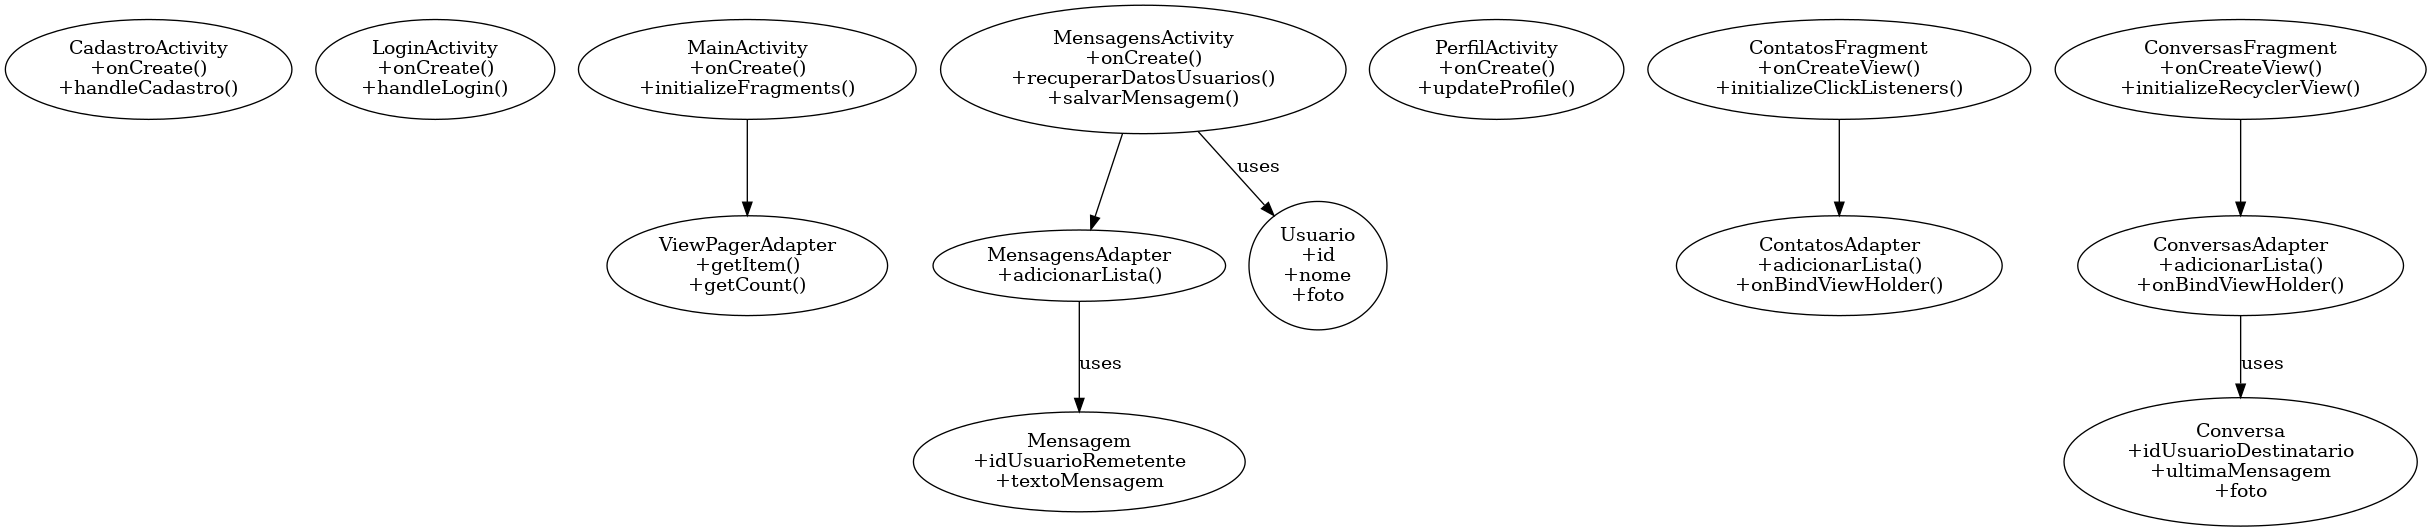 CadastroActivity
+onCreate()
+handleCadastro()
LoginActivity
+onCreate()
+handleLogin()
MainActivity
+onCreate()
+initializeFragments()
MensagensActivity
+onCreate()
+recuperarDatosUsuarios()
+salvarMensagem()
PerfilActivity
+onCreate()
+updateProfile()
ContatosFragment
+onCreateView()
+initializeClickListeners()
ConversasFragment
+onCreateView()
+initializeRecyclerView()
uses
ViewPagerAdapter
+getItem()
+getCount()
MensagensAdapter
+adicionarLista()
Usuario
+id
+nome
+foto
ContatosAdapter
+adicionarLista()
+onBindViewHolder()
ConversasAdapter
+adicionarLista()
+onBindViewHolder()
uses
uses
Mensagem
+idUsuarioRemetente
+textoMensagem
Conversa
+idUsuarioDestinatario
+ultimaMensagem
+foto